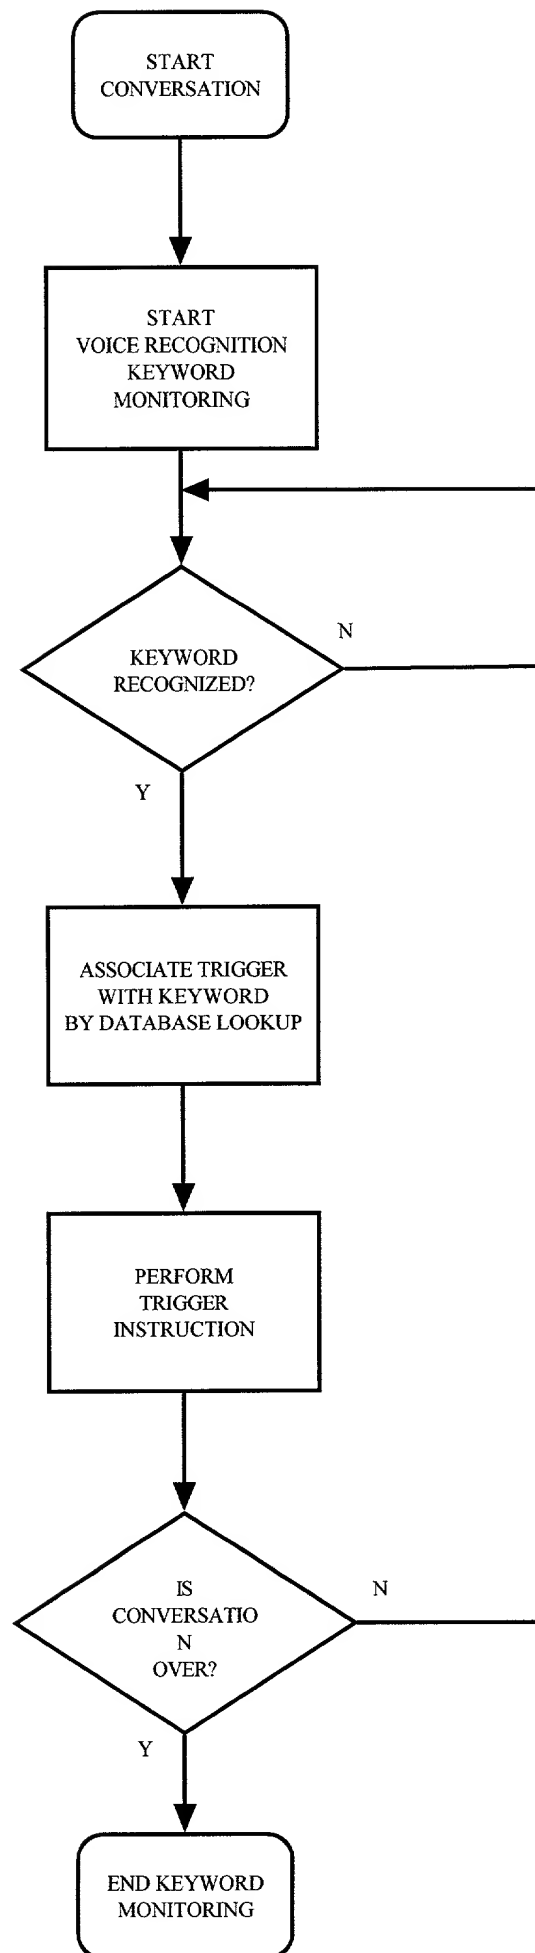 START
CONVERSATION
START
VOICE RECOGNITION
KEYWORD
MONITORING
N
KEYWORD
RECOGNIZED?
Y
ASSOCIATE TRIGGER
WITH KEYWORD
BY DATABASE LOOKUP
PERFORM
TRIGGER
INSTRUCTION
N
IS
CONVERSATIO
N
OVER?
Y
END KEYWORD
MONITORING